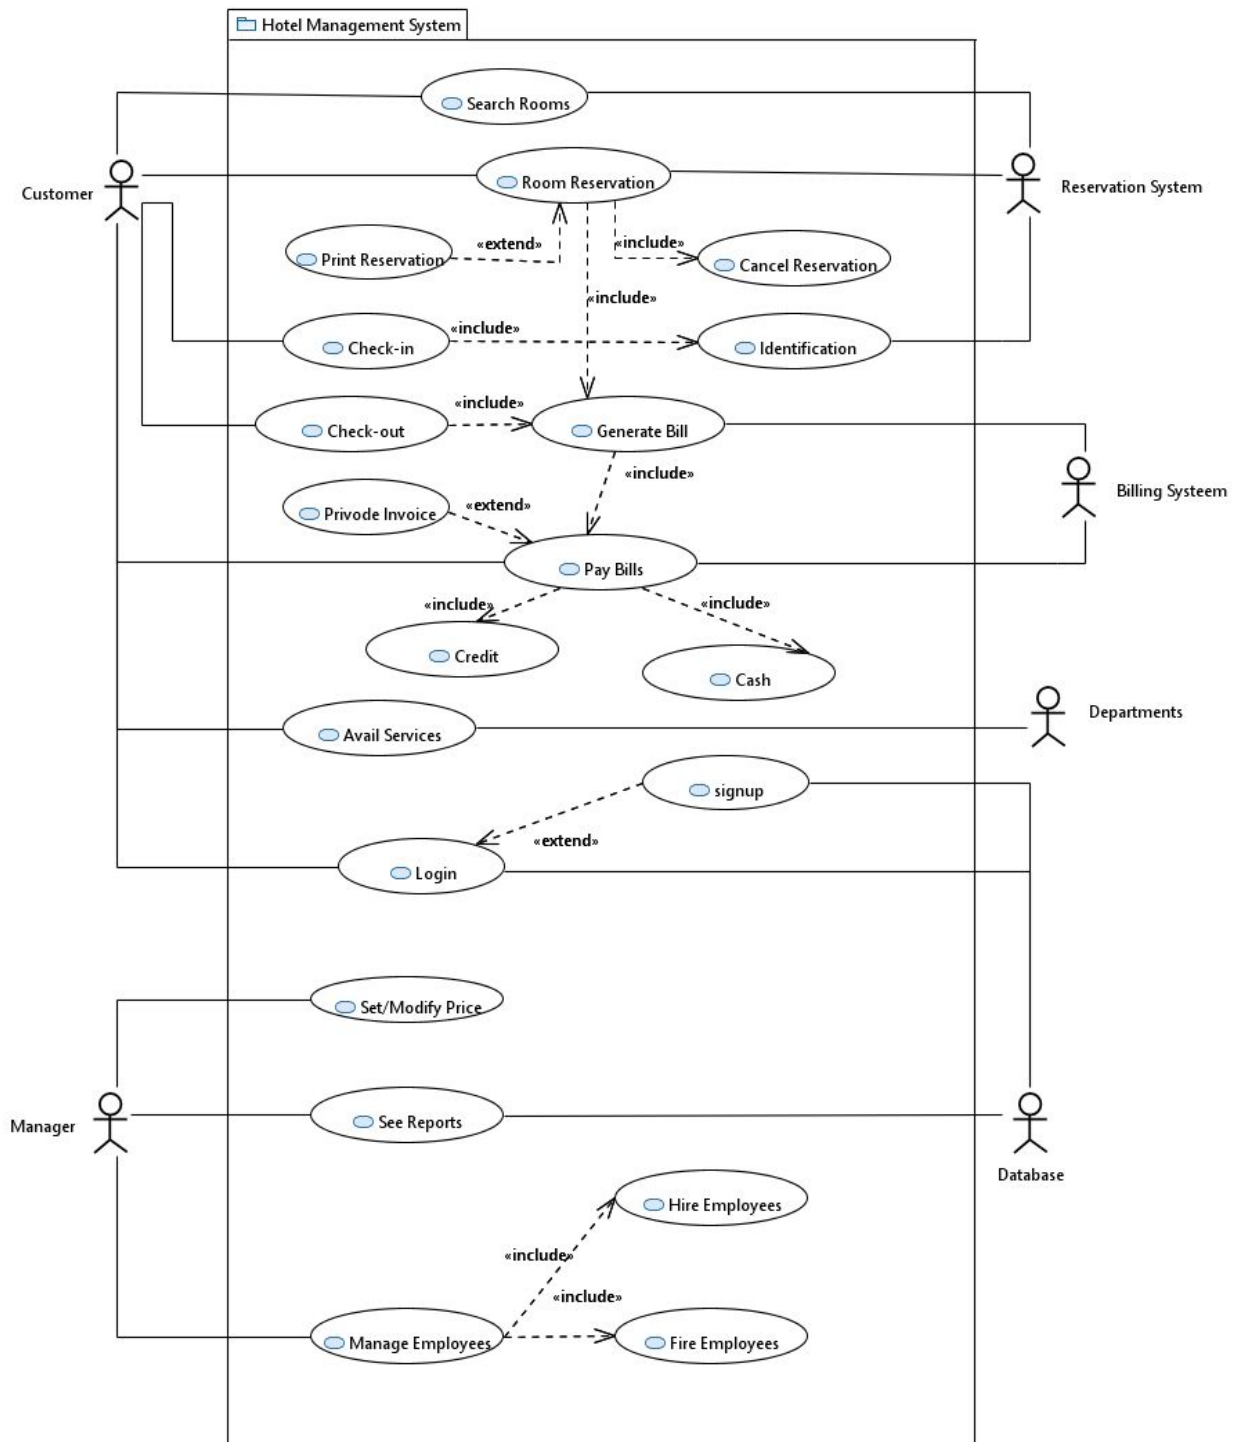 Hotel Management System
Search Rooms
Customer
Room Reservation
Reservation System
«extend»
«include»
Print Reservation
Cancel Reservation
«include»
«include»
Check-in
Identification
«include»
Check-out
Generate Bill
«include»
Billing Systeem
«extend»
Privode Invoice
Pay Bills
«include»
«include»
Credit
Cash
Departments
Avail Services
signup
«extend»
Login
Set/Modify Price
Manager
See Reports
Database
Hire Employees
«include»
«include»
Manage Employees
Fire Employees